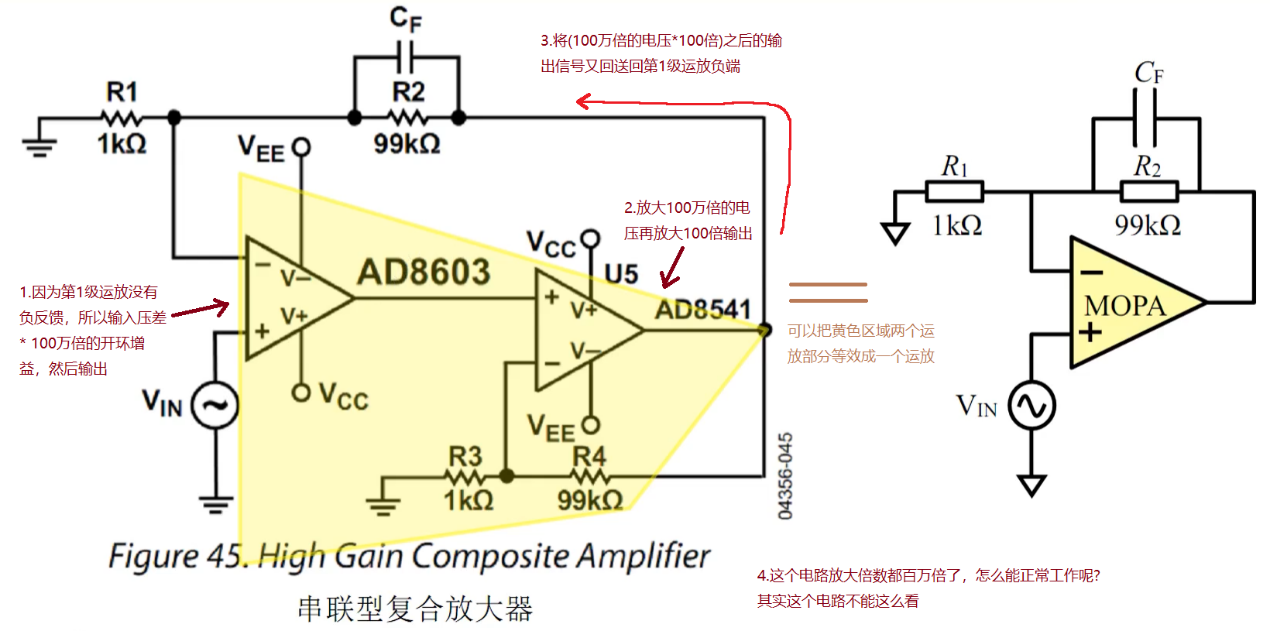 C_F
R1
R2
1kΩ
99kΩ
3.将(100万倍的电压*100倍)之后的输
出信号又回送回第1级运放负端
C_F
R1
R2
1kΩ
99kΩ
V_EE
2.放大100万倍的电
压再放大100倍输出
V_CC
U5
V−
AD8603
V+
AD8541
1.因为第1级运放没有
负反馈，所以输入压差
* 100万倍的开环增
益，然后输出
V+
V−
MOPA
可以把黄色区域两个运
放部分等效成一个运放
V_IN
V_CC
V_EE
V_IN
R3
R4
1kΩ
99kΩ
04356-045
Figure 45. High Gain Composite Amplifier
串联型复合放大器
4.这个电路放大倍数都百万倍了，怎么能正常工作呢?
其实这个电路不能这么看